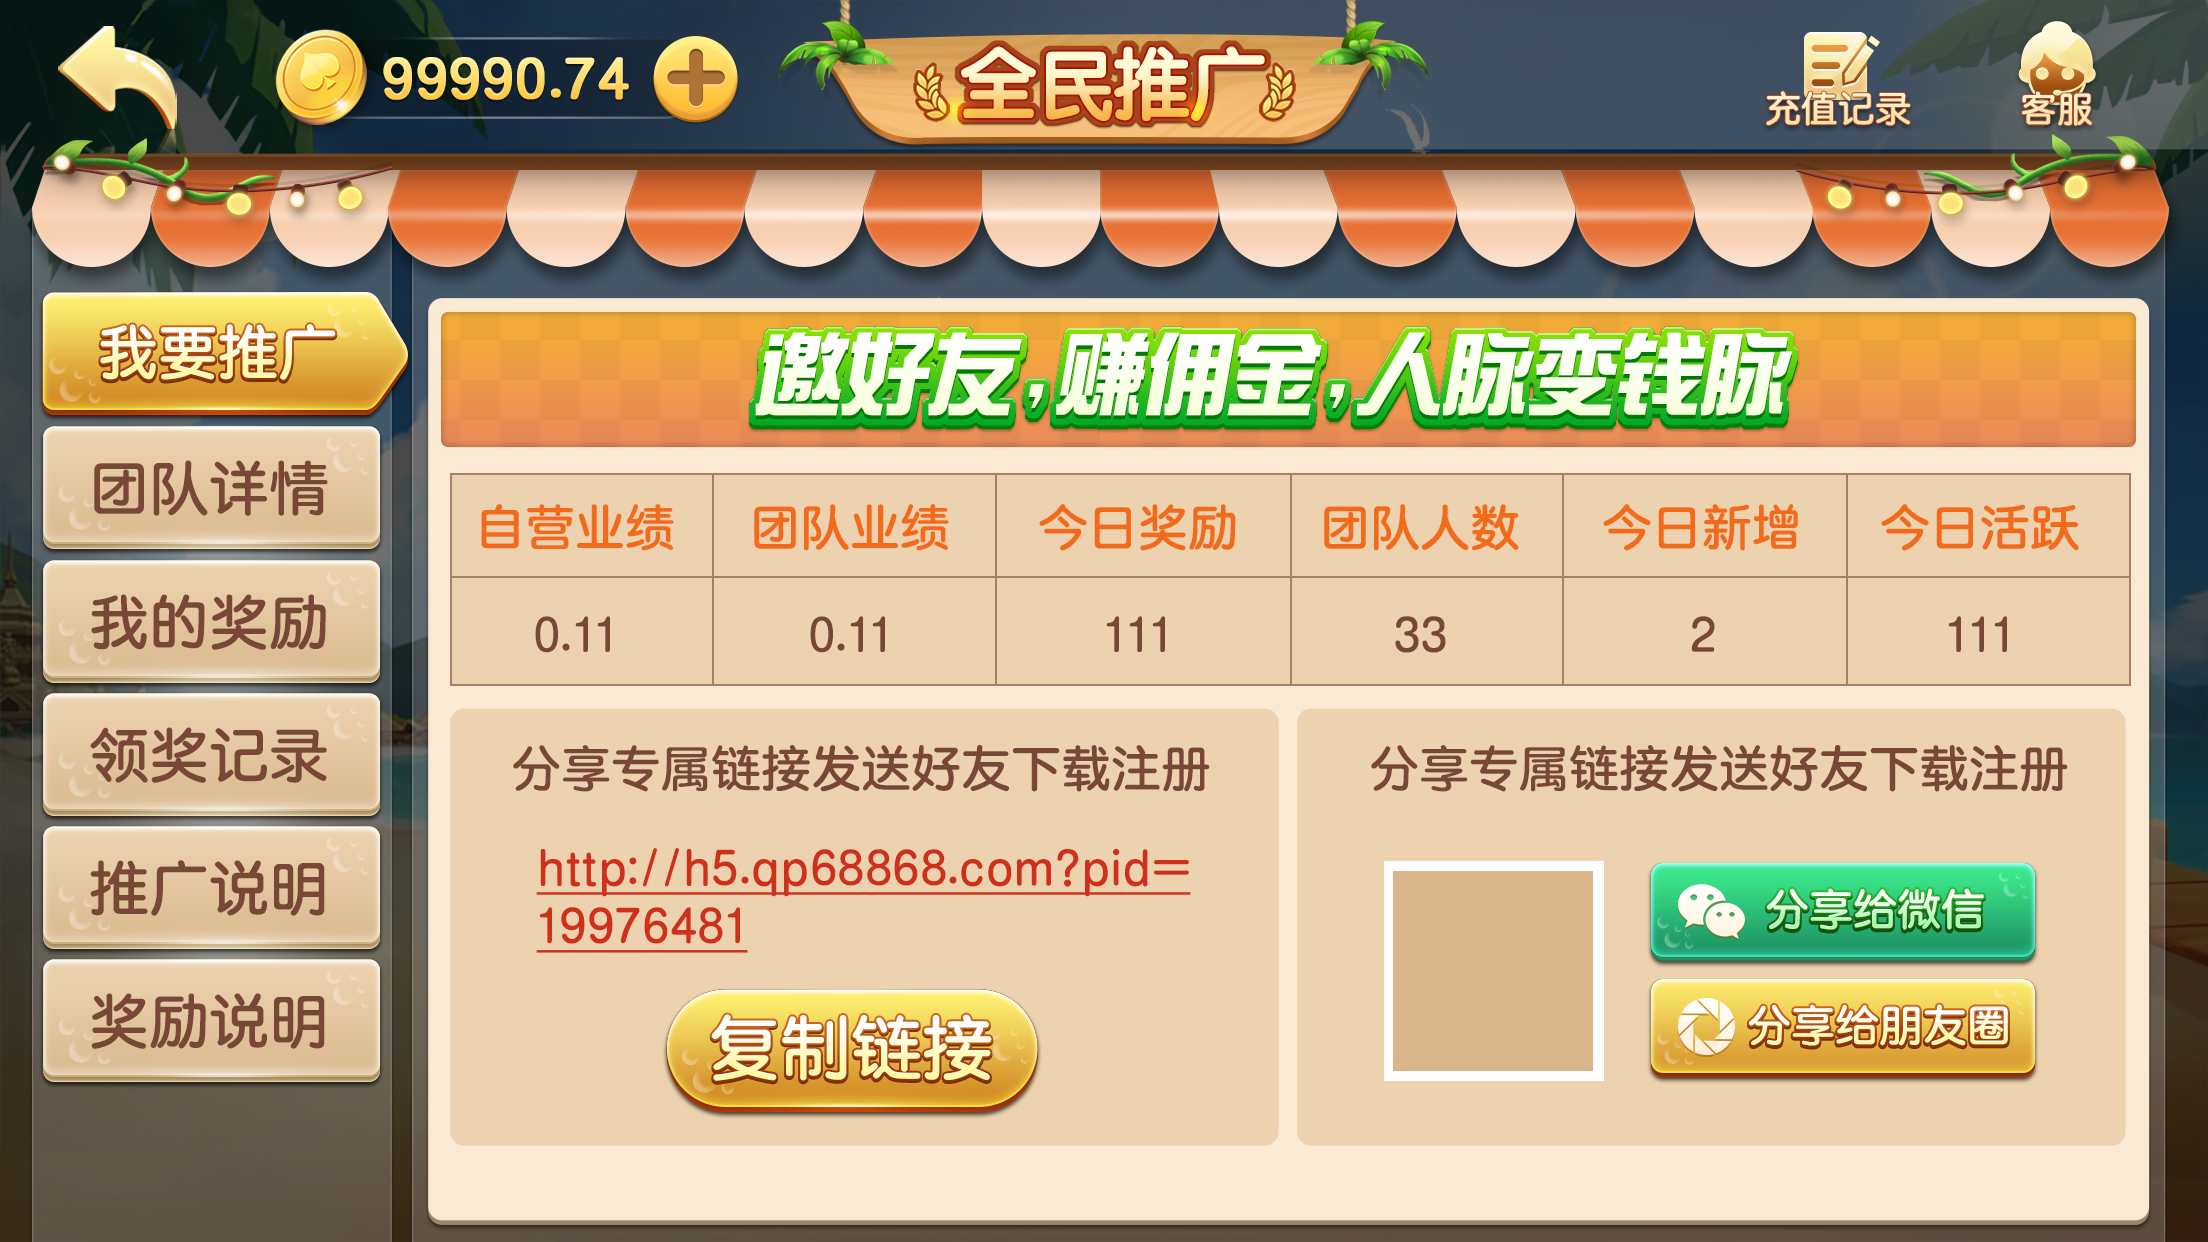 99990.74
全民推广
充值记录
客服
我要推广
团队详情
我的奖励
领奖记录
推广说明
奖励说明
邀好友,赚佣金,人脉变钱脉
自营业绩 团队业绩 今日奖励 团队人数 今日新增 今日活跃
0.11 0.11 111 33 2 111
分享专属链接发送好友下载注册
http://h5.qp68868.com?pid=
19976481
复制链接
分享专属链接发送好友下载注册
分享给微信
分享给朋友圈